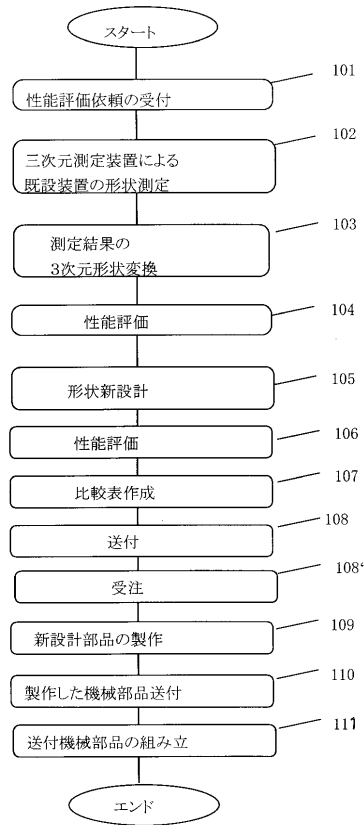 スタート
101
性能評価依頼の受付
102
三次元測定装置による
既設装置の形状測定
103
測定結果の
3次元形状変換
104
性能評価
105
形状新設計
106
性能評価
107
比較表作成
108
送付
108‘
受注
109
新設計部品の製作
110
製作した機械部品送付
111
送付機械部品の組み立
エンド